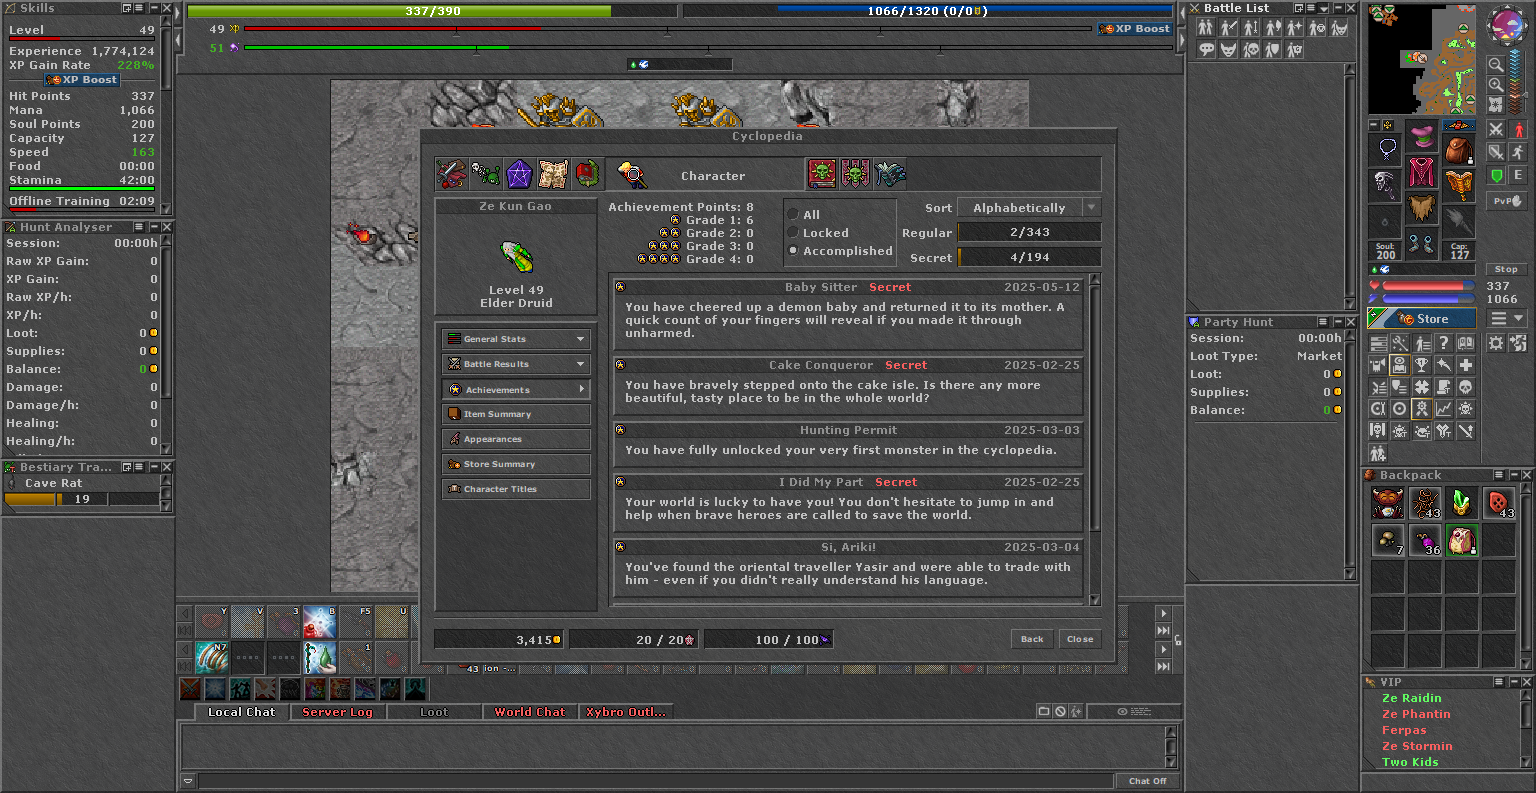 Skills
Level 49
Experience 1,774,124
XP Gain Rate 228%
XP Boost
Hit Points 337
Mana 1,066
Soul Points 200
Capacity 127
Speed 163
Food 00:00
Stamina 42:00
Offline Training 02:09
Hunt Analyser
Session: 00:00h
Raw XP Gain: 0
XP Gain: 0
Raw XP/h: 0
XP/h: 0
Loot: 0
Supplies: 0
Balance: 0
Damage: 0
Damage/h: 0
Healing: 0
Healing/h: 0
Bestiary Tra...
Cave Rat
19
337/390
1066/1320 (0/0)
49
XP Boost
51
Cyclopedia
Character
Ze Kun Gao
Level 49
Elder Druid
General Stats
Battle Results
Achievements
Item Summary
Appearances
Store Summary
Character Titles
Achievement Points: 8
Grade 1: 6
Grade 2: 0
Grade 3: 0
Grade 4: 0
All
Locked
Accomplished
Sort Alphabetically
Regular 2/343
Secret 4/194
Baby Sitter Secret 2025-05-12
You have cheered up a demon baby and returned it to its mother. A
quick count of your fingers will reveal if you made it through
unharmed.
Cake Conqueror Secret 2025-02-25
You have bravely stepped onto the cake isle. Is there any more
beautiful, tasty place to be in the whole world?
Hunting Permit 2025-03-03
You have fully unlocked your very first monster in the cyclopedia.
I Did My Part Secret 2025-02-25
Your world is lucky to have you! You don't hesitate to jump in and
help when brave heroes are called to save the world.
Si, Ariki! 2025-03-04
You've found the oriental traveller Yasir and were able to trade with
him - even if you didn't really understand his language.
3,415
20 / 20
100 / 100
Back
Close
Y
V
3
B
F5
U
N7
1
43 ion -...
Local Chat
Server Log
Loot
World Chat
Xybro Outl...
Chat Off
Battle List
Party Hunt
Session: 00:00h
Loot Type: Market
Loot: 0
Supplies: 0
Balance: 0
E
PvP
Soul:
200
Cap:
127
Stop
337
1066
Store
Backpack
43
43
7
36
VIP
Ze Raidin
Ze Phantin
Ferpas
Ze Stormin
Two Kids